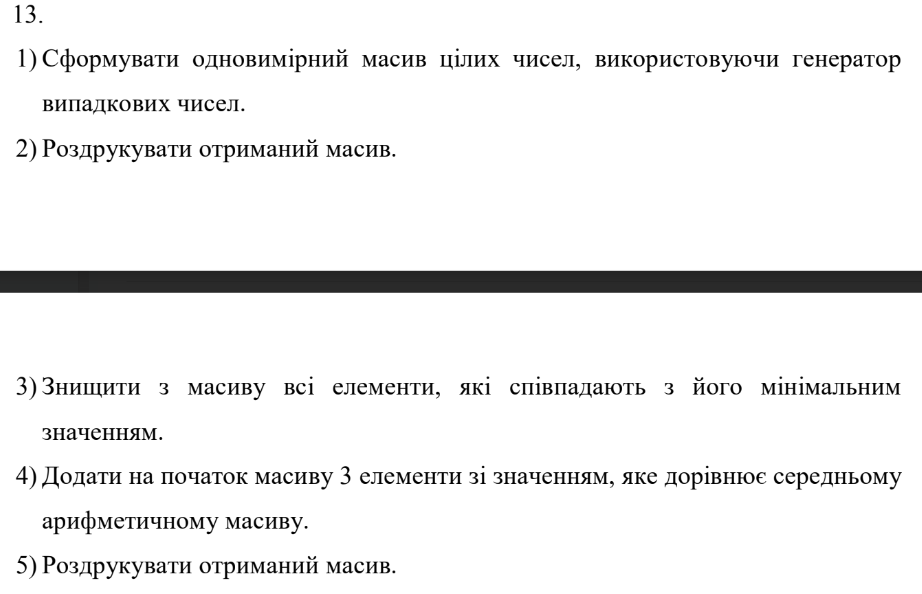 13.
1) Сформувати одновимірний масив цілих чисел, використовуючи генератор
випадкових чисел.
2) Роздрукувати отриманий масив.
3) Знищити з масиву всі елементи, які співпадають з його мінімальним
значенням.
4) Додати на початок масиву 3 елементи зі значенням, яке дорівнює середньому
арифметичному масиву.
5) Роздрукувати отриманий масив.